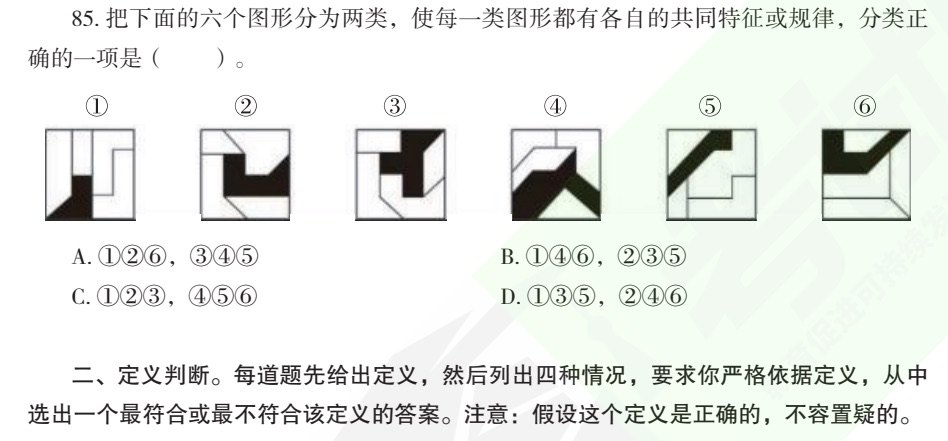 85. 把下面的六个图形分为两类，使每一类图形都有各自的共同特征或规律，分类正
确的一项是（　　）。
① ② ③ ④ ⑤ ⑥
A. ①②⑥，③④⑤ B. ①④⑥，②③⑤
C. ①②③，④⑤⑥ D. ①③⑤，②④⑥
二、定义判断。每道题先给出定义，然后列出四种情况，要求你严格依据定义，从中
选出一个最符合或最不符合该定义的答案。注意：假设这个定义是正确的，不容置疑的。